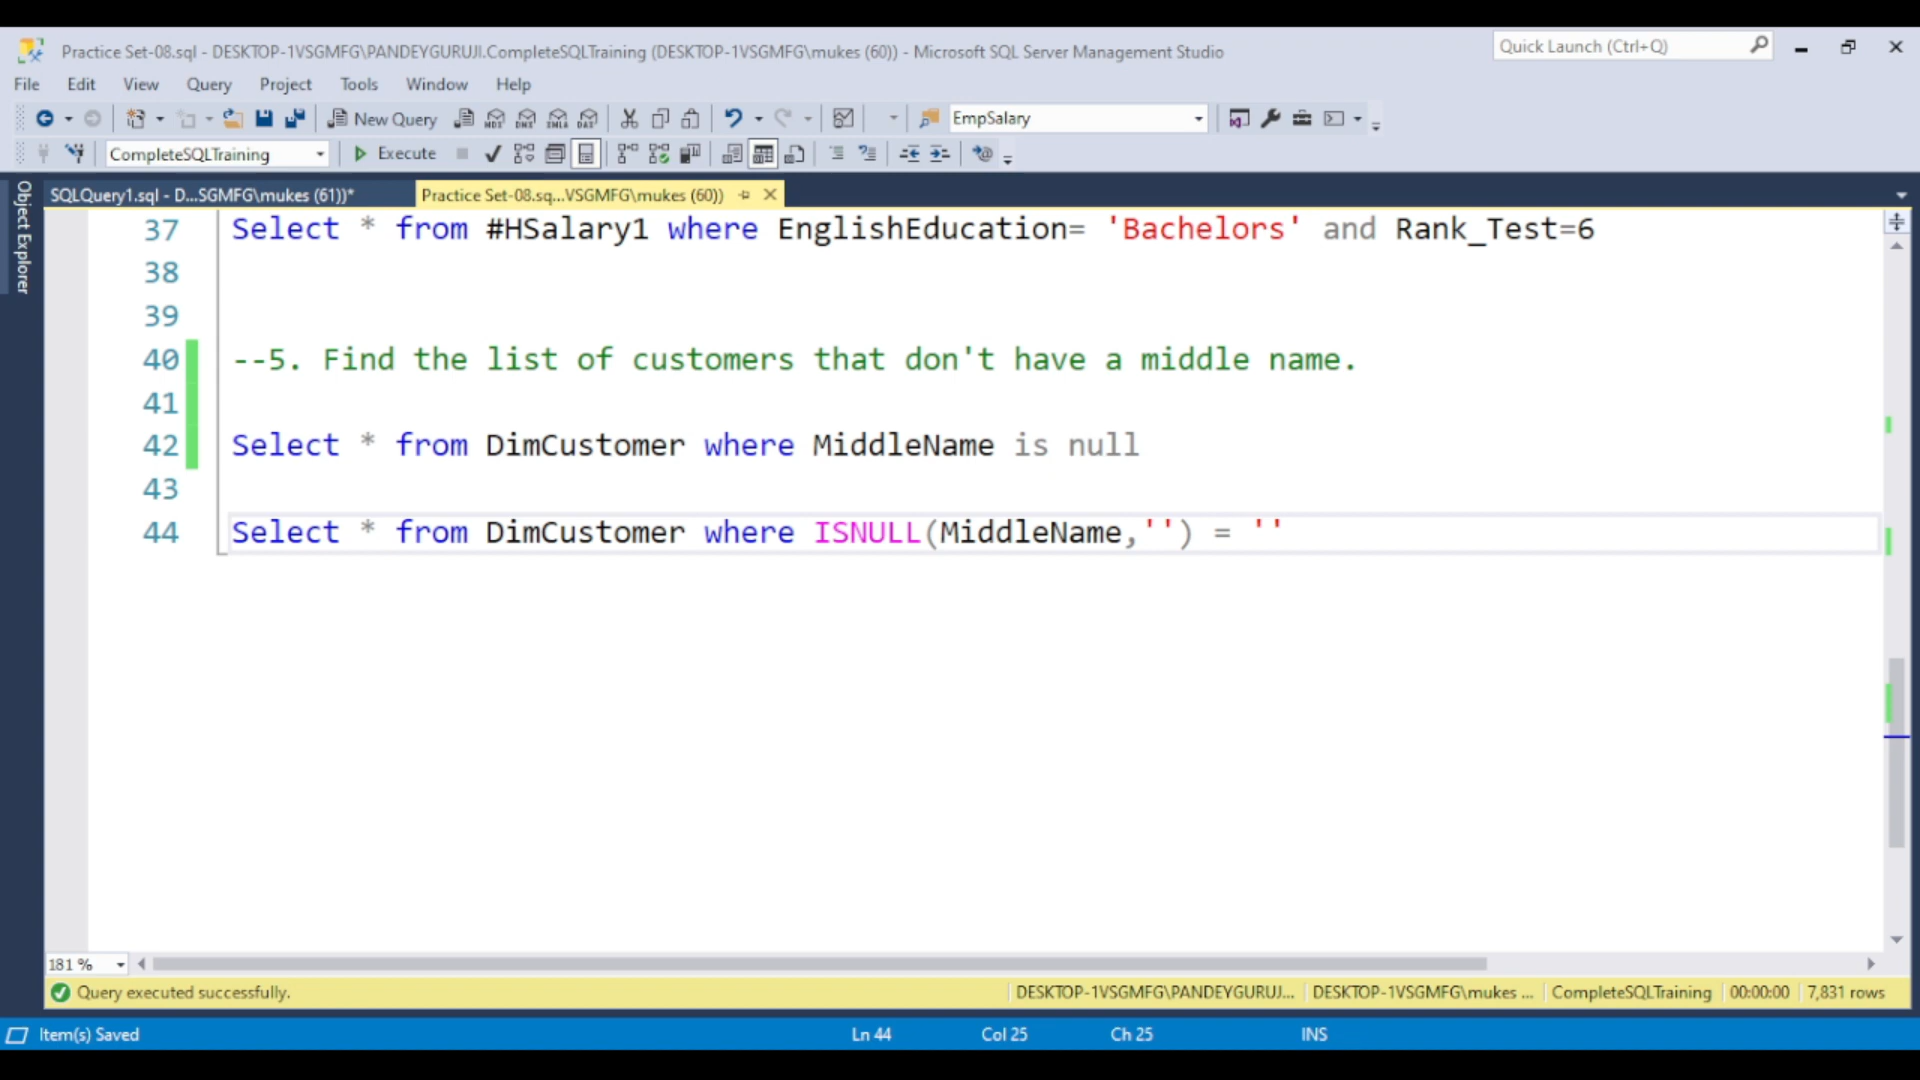 Practice Set-08.sql - DESKTOP-1VSGMFG\PANDEYGURUJI.CompleteSQLTraining (DESKTOP-1VSGMFG\mukes (60)) - Microsoft SQL Server Management Studio
Quick Launch (Ctrl+Q)
File Edit View Query Project Tools Window Help
New Query
EmpSalary
CompleteSQLTraining
Execute
Object Explorer
SQLQuery1.sql - D...SGMFG\mukes (61))*
Practice Set-08.sq...VSGMFG\mukes (60))
37 Select * from #HSalary1 where EnglishEducation= 'Bachelors' and Rank_Test=6
38
39
40 --5. Find the list of customers that don't have a middle name.
41
42 Select * from DimCustomer where MiddleName is null
43
44 Select * from DimCustomer where ISNULL(MiddleName,'') = ''
181 %
Query executed successfully.
DESKTOP-1VSGMFG\PANDEYGURUJ...
DESKTOP-1VSGMFG\mukes ...
CompleteSQLTraining
00:00:00
7,831 rows
Item(s) Saved
Ln 44
Col 25
Ch 25
INS